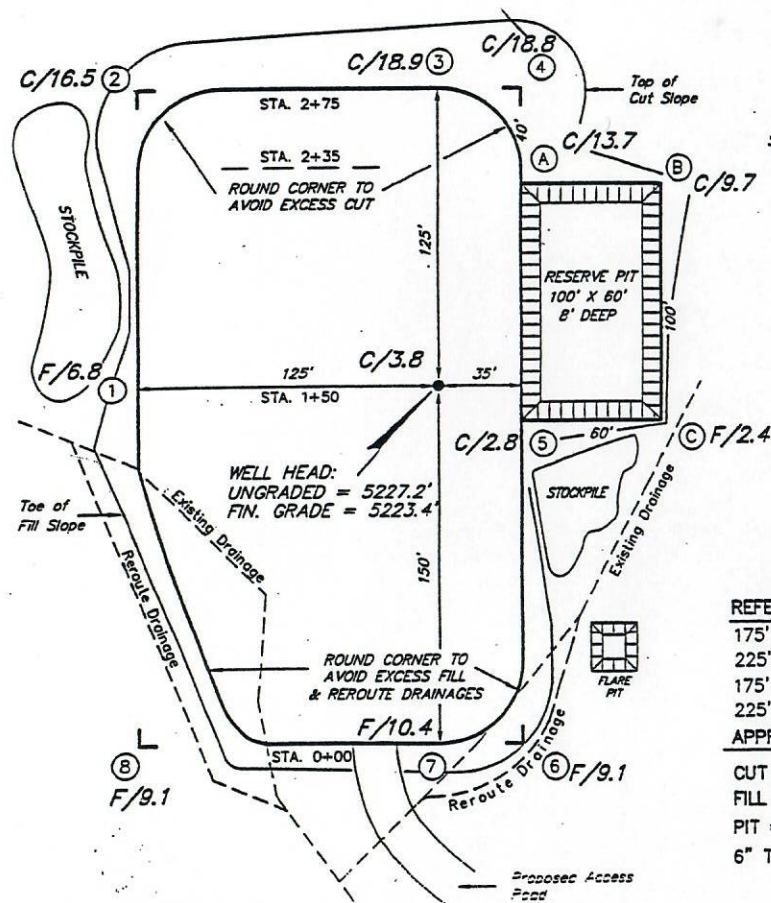 C/18.8
④
C/18.9 ③
C/16.5 ②
Top of
Cut Slope
STA. 2+75
40'
C/13.7
Ⓐ
Ⓑ
C/9.7
STA. 2+35
ROUND CORNER TO
AVOID EXCESS CUT
STOCKPILE
125'
RESERVE PIT
100' X 60'
8' DEEP
100'
F/6.8
①
C/3.8
125'
35'
STA. 1+50
C/2.8 ⑤
60'
Ⓒ F/2.4
WELL HEAD:
UNGRADED = 5227.2'
FIN. GRADE = 5223.4'
STOCKPILE
Toe of
Fill Slope
Existing Drainage
Existing Drainage
Reroute Drainage
150'
ROUND CORNER TO
AVOID EXCESS FILL
& REROUTE DRAINAGES
FLARE
PIT
F/10.4
STA. 0+00
⑦
⑥ F/9.1
⑧
F/9.1
Reroute Drainage
Proposed Access
Road
REFE
175'
225'
175'
225'
APPR
CUT
FILL
PIT
6" T